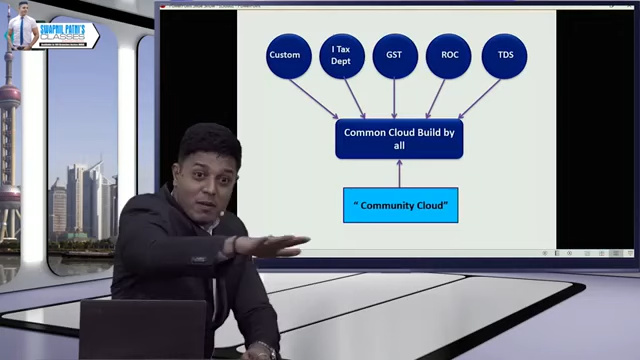 SWAPNIL PATNI'S
CLASSES
Custom
I Tax
Dept
GST
ROC
TDS
Common Cloud Build by
all
“ Community Cloud”